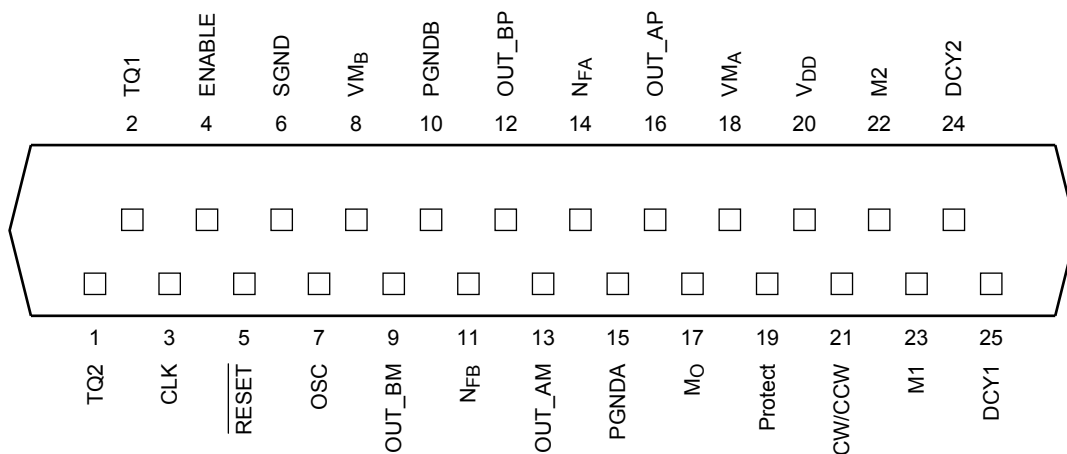 TQ1 ENABLE SGND VMB PGNDB OUT_BP NFA OUT_AP VMA VDD M2 DCY2
2 4 6 8 10 12 14 16 18 20 22 24
1 3 5 7 9 11 13 15 17 19 21 23 25
TQ2 CLK RESET OSC OUT_BM NFB OUT_AM PGNDA MO Protect CW/CCW M1 DCY1